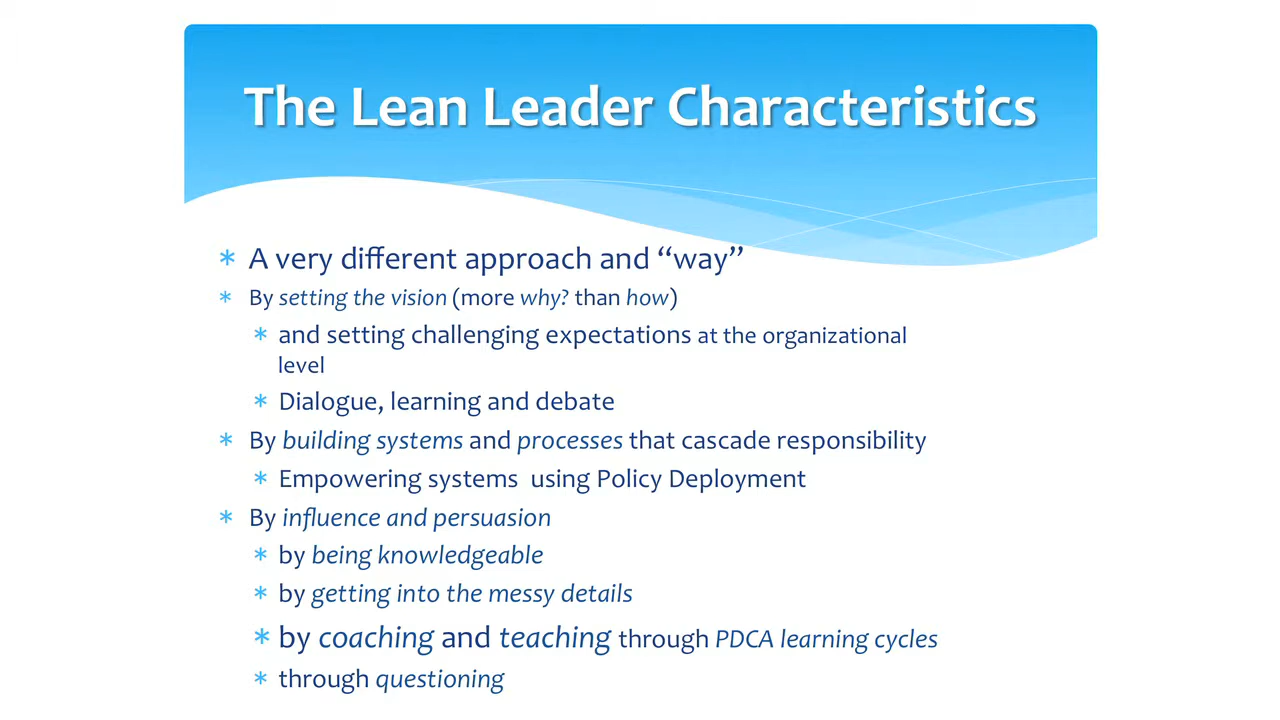 The Lean Leader Characteristics
* A very different approach and “way”
* By setting the vision (more why? than how)
* and setting challenging expectations at the organizational
level
* Dialogue, learning and debate
* By building systems and processes that cascade responsibility
* Empowering systems  using Policy Deployment
* By influence and persuasion
* by being knowledgeable
* by getting into the messy details
* by coaching and teaching through PDCA learning cycles
* through questioning